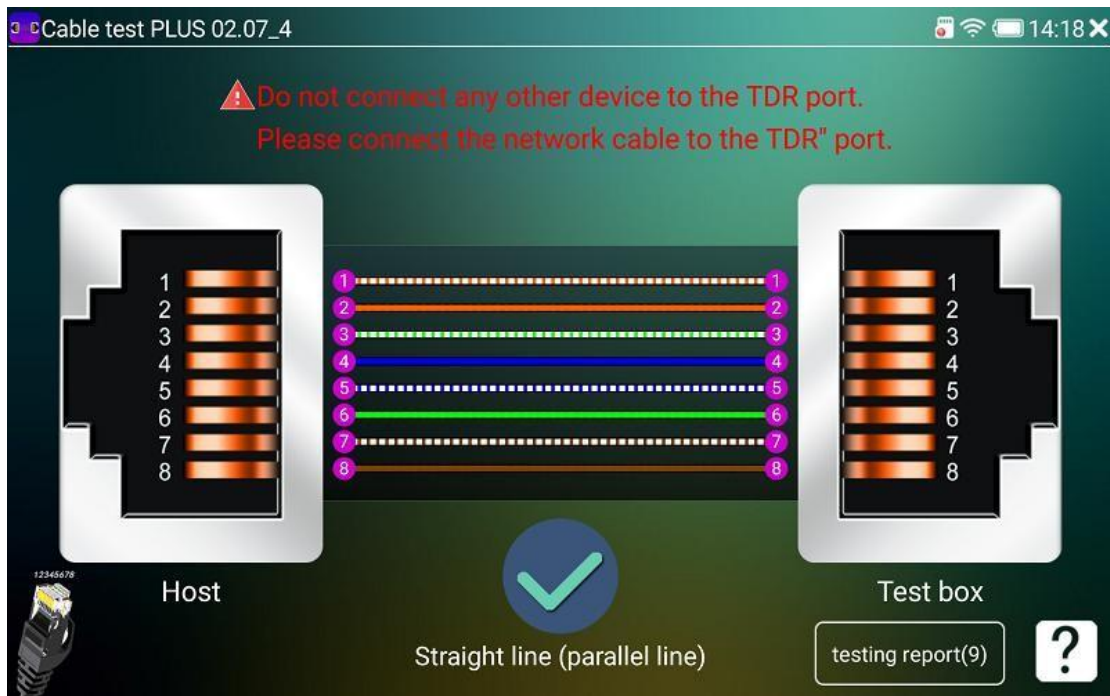 Cable test PLUS 02.07_4
14:18
Do not connect any other device to the TDR port.
Please connect the network cable to the TDR" port.
1 1 1 1
2 2 2 2
3 3 3 3
4 4 4 4
5 5 5 5
6 6 6 6
7 7 7 7
8 8 8 8
12345678
Host
Test box
Straight line (parallel line)
testing report(9)
?